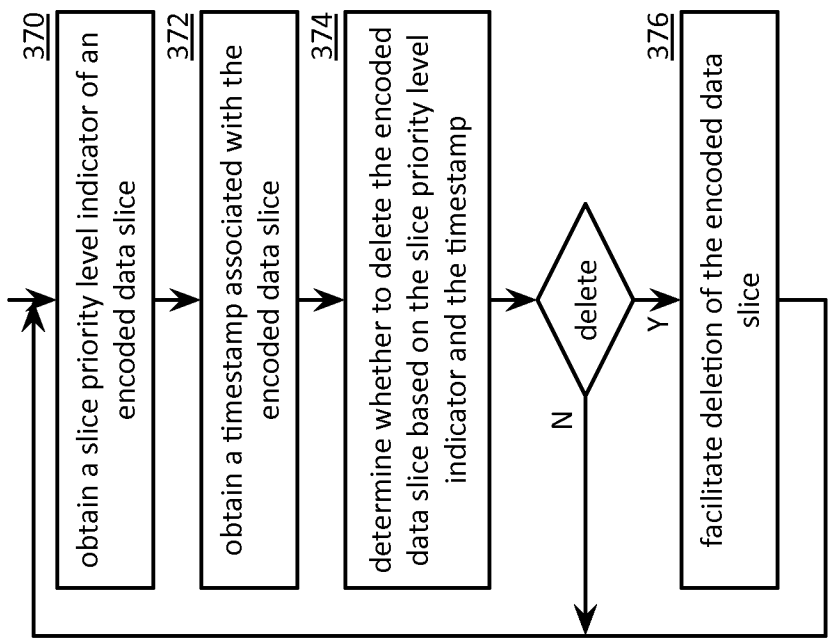 370
obtain a slice priority level indicator of an
encoded data slice
372
obtain a timestamp associated with the
encoded data slice
374
determine whether to delete the encoded
data slice based on the slice priority level
indicator and the timestamp
delete
N
Y
376
facilitate deletion of the encoded data
slice